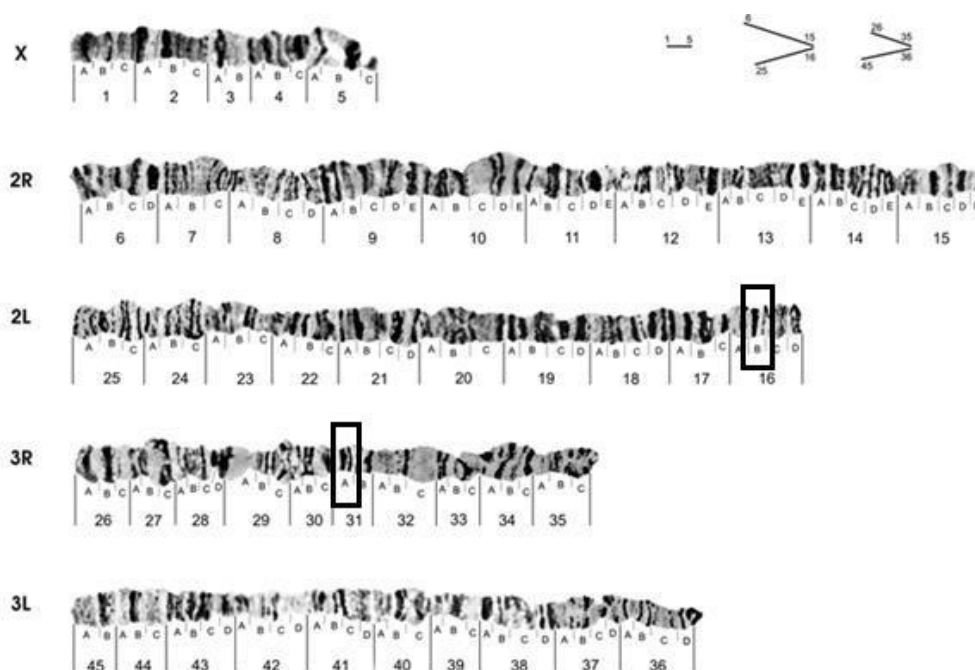 6 26
1 5 15 35
16 36
25 45
X
A B C A B C A B A B C A B C
1 2 3 4 5
2R
A B C D A B C A B C D A B C D E A B C D E A B C D E A B C D E A B C D E A B C D E A B C D
6 7 8 9 10 11 12 13 14 15
2L
A B C A B C A B C A B C A B C D A B C A B C D A B C D A B C A B C D
25 24 23 22 21 20 19 18 17 16
3R
A B C A B C A B C D A B C A B C A B A B C A B C A B C A B C
26 27 28 29 30 31 32 33 34 35
3L
A B A B C A B C D A B C D A B C D A B C A B C A B C D A B C D A B C D
45 44 43 42 41 40 39 38 37 36